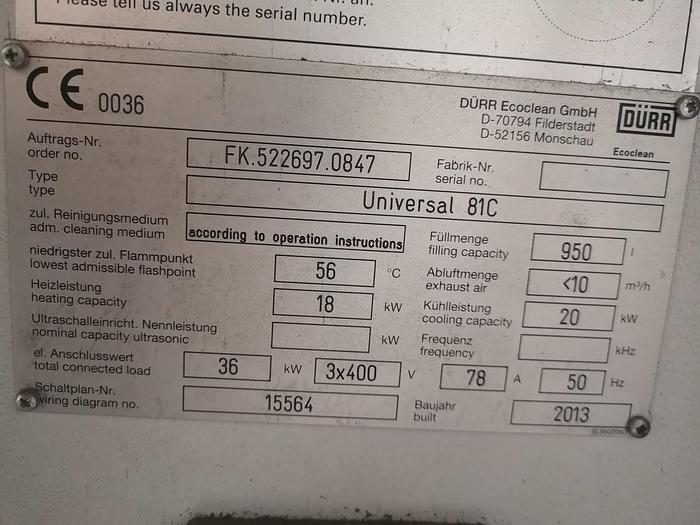 Please tell us always the serial number.
CE 0036
DÜRR Ecoclean GmbH
D-70794 Filderstadt
D-52156 Monschau
DÜRR
Ecoclean
Auftrags-Nr.
order no.
FK.522697.0847
Fabrik-Nr.
serial no.
Type
type
Universal 81C
zul. Reinigungsmedium
adm. cleaning medium
according to operation instructions
Füllmenge
filling capacity
950 l
niedrigster zul. Flammpunkt
lowest admissible flashpoint
56 °C
Abluftmenge
exhaust air
<10 m³/h
Heizleistung
heating capacity
18 kW
Kühlleistung
cooling capacity
20 kW
Ultraschalleinricht. Nennleistung
nominal capacity ultrasonic
kW
Frequenz
frequency
kHz
el. Anschlusswert
total connected load
36 kW 3x400 V 78 A 50 Hz
Schaltplan-Nr.
wiring diagram no.
15564
Baujahr
built
2013